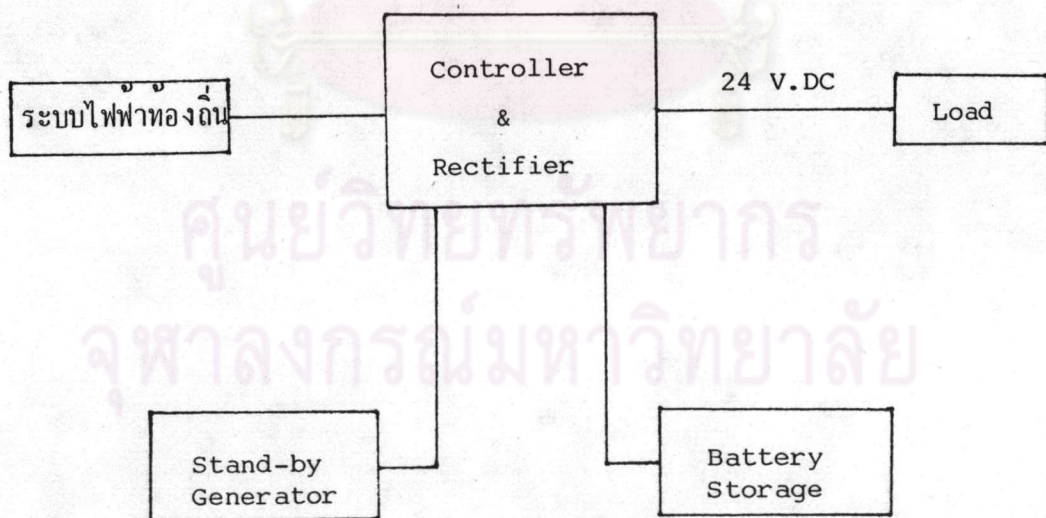 Controller
&
Rectifier
24 V.DC
Load
ระบบไฟฟ้าท้องถิ่น
ศูนย์วิทยทรัพยากร
จุฬาลงกรณ์มหาวิทยาลัย
Stand-by
Generator
Battery
Storage